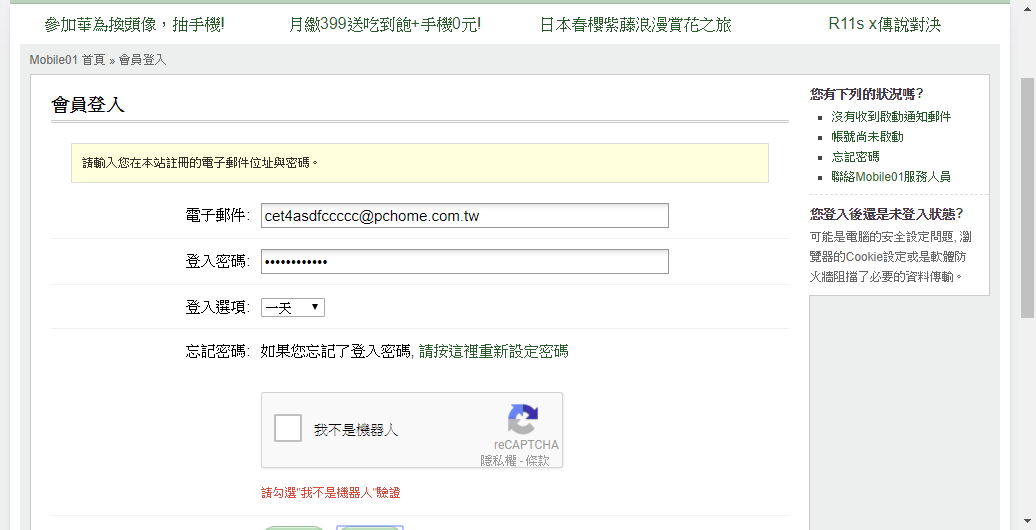 參加華為換頭像，抽手機!
月繳399送吃到飽+手機0元!
日本春櫻紫藤浪漫賞花之旅
R11s x傳說對決
Mobile01 首頁 » 會員登入
會員登入
請輸入您在本站註冊的電子郵件位址與密碼。
電子郵件: cet4asdfccccc@pchome.com.tw
登入密碼: ••••••••••••
登入選項: 一天
忘記密碼: 如果您忘記了登入密碼, 請按這裡重新設定密碼
我不是機器人
reCAPTCHA
隱私權 - 條款
請勾選"我不是機器人"驗證
您有下列的狀況嗎?
沒有收到啟動通知郵件
帳號尚未啟動
忘記密碼
聯絡Mobile01服務人員
您登入後還是未登入狀態?
可能是電腦的安全設定問題, 瀏
覽器的Cookie設定或是軟體防
火牆阻擋了必要的資料傳輸。